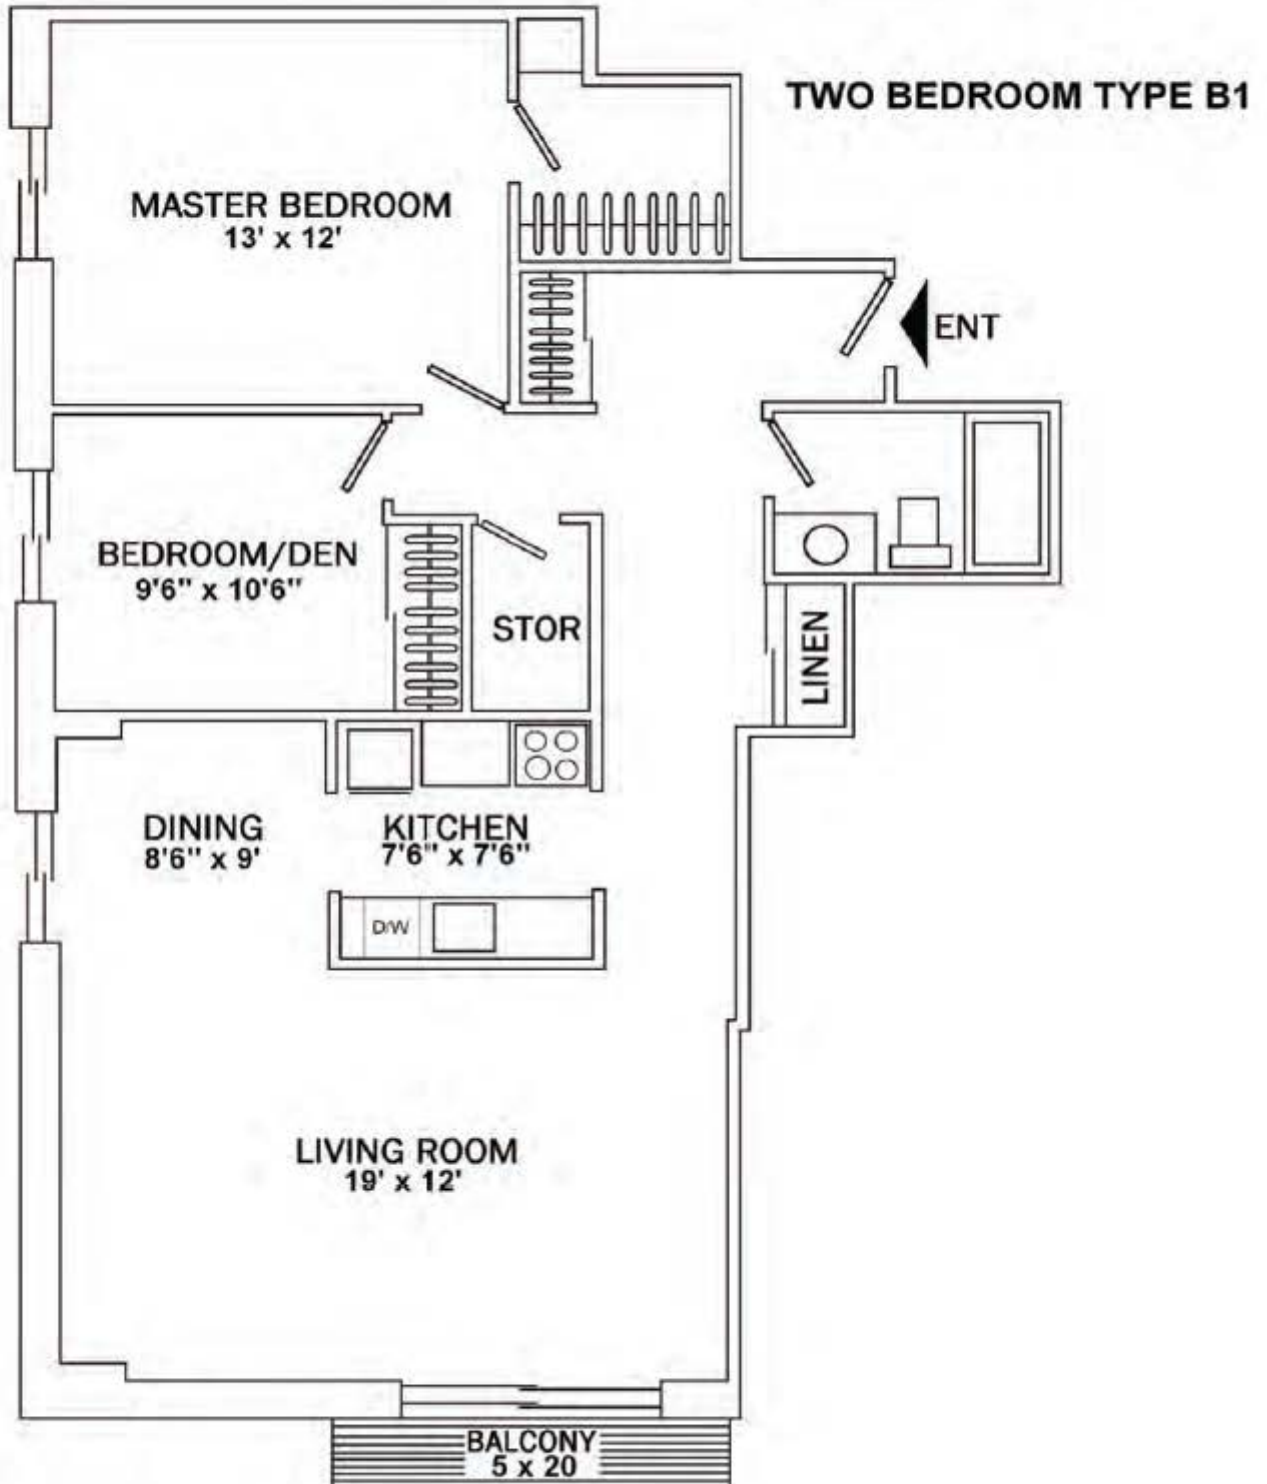 TWO BEDROOM TYPE B1
MASTER BEDROOM
13' x 12'
ENT
BEDROOM/DEN
9'6" x 10'6"
STOR
LINEN
DINING
8'6" x 9'
KITCHEN
7'6" x 7'6"
D/W
LIVING ROOM
19' x 12'
BALCONY
5 x 20